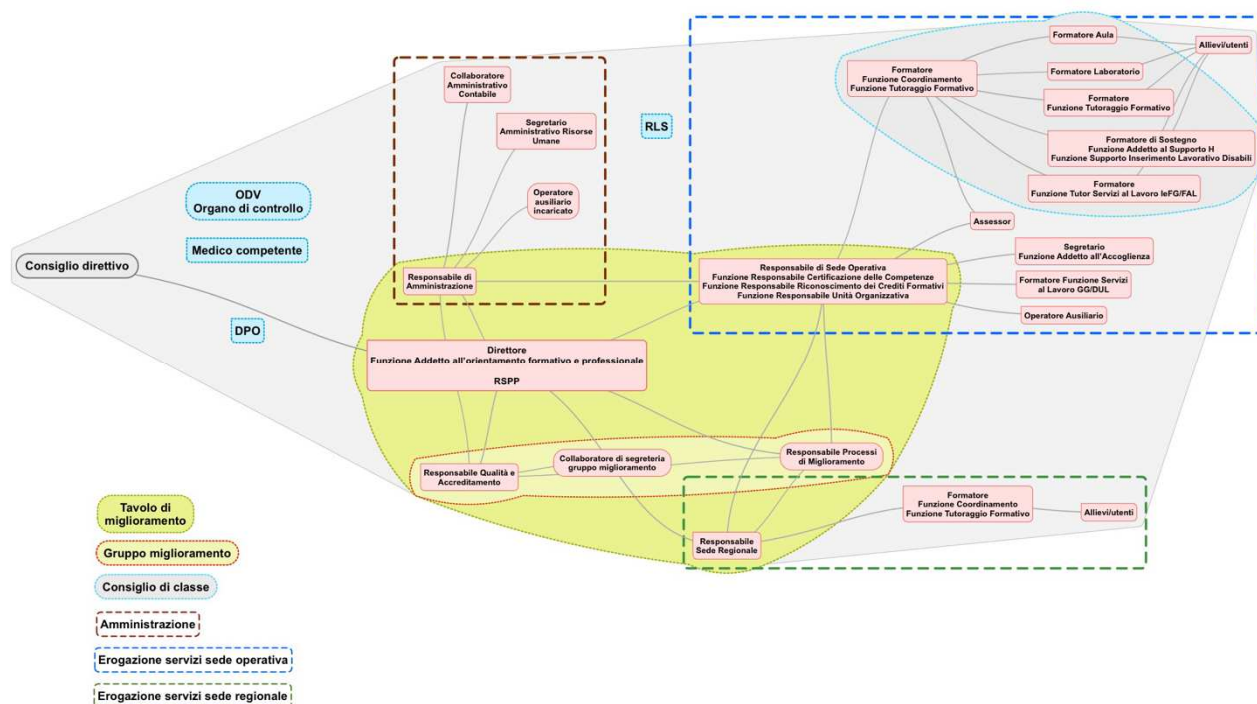 Collaboratore
Amministrativo
Contabile
Segretario
Amministrativo Risorse
Umane
Operatore
ausiliario
incaricato
Responsabile di
Amministrazione
RLS
ODV
Organo di controllo
Medico competente
Consiglio direttivo
DPO
Formatore
Funzione Coordinamento
Funzione Tutoraggio Formativo
Formatore Aula
Allievi/utenti
Formatore Laboratorio
Formatore
Funzione Tutoraggio Formativo
Formatore di Sostegno
Funzione Addetto al Supporto H
Funzione Supporto Inserimento Lavorativo Disabili
Formatore
Funzione Tutor Servizi al Lavoro IeFG/FAL
Assessor
Responsabile di Sede Operativa
Funzione Responsabile Certificazione delle Competenze
Funzione Responsabile Riconoscimento dei Crediti Formativi
Funzione Responsabile Unità Organizzativa
Segretario
Funzione Addetto all'Accoglienza
Formatore Funzione Servizi
al Lavoro GG/DUL
Operatore Ausiliario
Direttore
Funzione Addetto all'orientamento formativo e professionale
RSPP
Responsabile Qualità e
Accreditamento
Collaboratore di segreteria
gruppo miglioramento
Responsabile Processi
di Miglioramento
Responsabile
Sede Regionale
Formatore
Funzione Coordinamento
Funzione Tutoraggio Formativo
Allievi/utenti
Tavolo di
miglioramento
Gruppo miglioramento
Consiglio di classe
Amministrazione
Erogazione servizi sede operativa
Erogazione servizi sede regionale